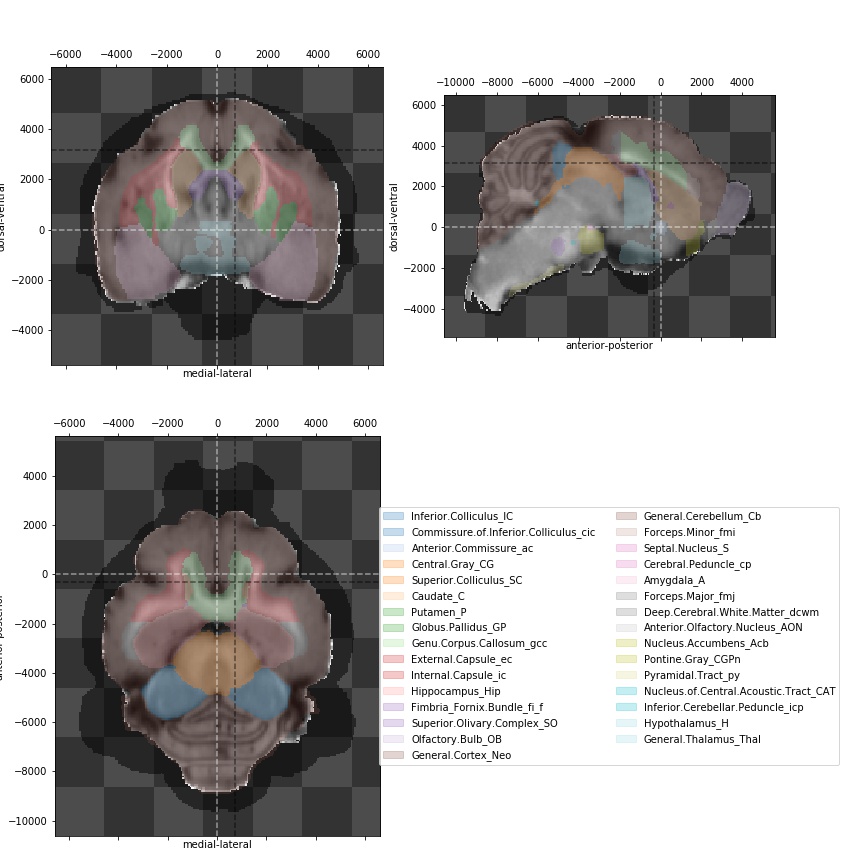 −6000 −4000 −2000 0 2000 4000 6000
6000
4000
2000
0
−2000
−4000
dorsal-ventral
medial-lateral
−10000 −8000 −6000 −4000 −2000 0 2000 4000
6000
4000
2000
0
−2000
−4000
dorsal-ventral
anterior-posterior
−6000 −4000 −2000 0 2000 4000 6000
4000
2000
0
−2000
−4000
−6000
−8000
−10000
anterior-posterior
medial-lateral
Inferior.Colliculus_IC
Commissure.of.Inferior.Colliculus_cic
Anterior.Commissure_ac
Central.Gray_CG
Superior.Colliculus_SC
Caudate_C
Putamen_P
Globus.Pallidus_GP
Genu.Corpus.Callosum_gcc
External.Capsule_ec
Internal.Capsule_ic
Hippocampus_Hip
Fimbria_Fornix.Bundle_fi_f
Superior.Olivary.Complex_SO
Olfactory.Bulb_OB
General.Cortex_Neo
General.Cerebellum_Cb
Forceps.Minor_fmi
Septal.Nucleus_S
Cerebral.Peduncle_cp
Amygdala_A
Forceps.Major_fmj
Deep.Cerebral.White.Matter_dcwm
Anterior.Olfactory.Nucleus_AON
Nucleus.Accumbens_Acb
Pontine.Gray_CGPn
Pyramidal.Tract_py
Nucleus.of.Central.Acoustic.Tract_CAT
Inferior.Cerebellar.Peduncle_icp
Hypothalamus_H
General.Thalamus_Thal